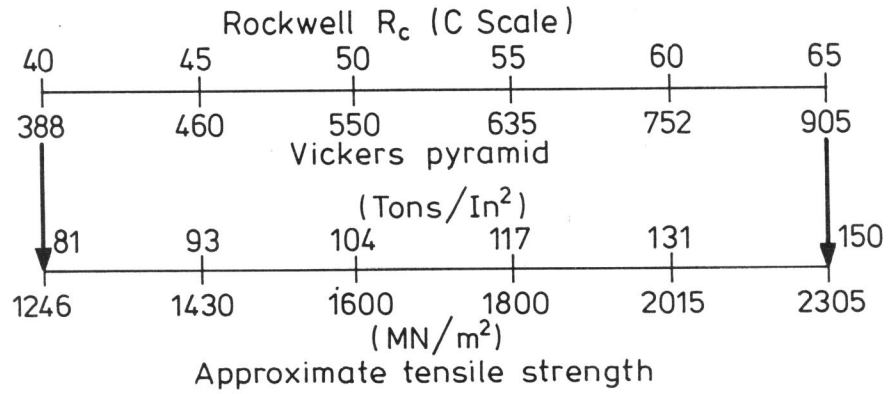 Rockwell Rc (C Scale)
40 45 50 55 60 65
388 460 550 635 752 905
Vickers pyramid
(Tons/In²)
81 93 104 117 131 150
1246 1430 1600 1800 2015 2305
(MN/m²)
Approximate tensile strength